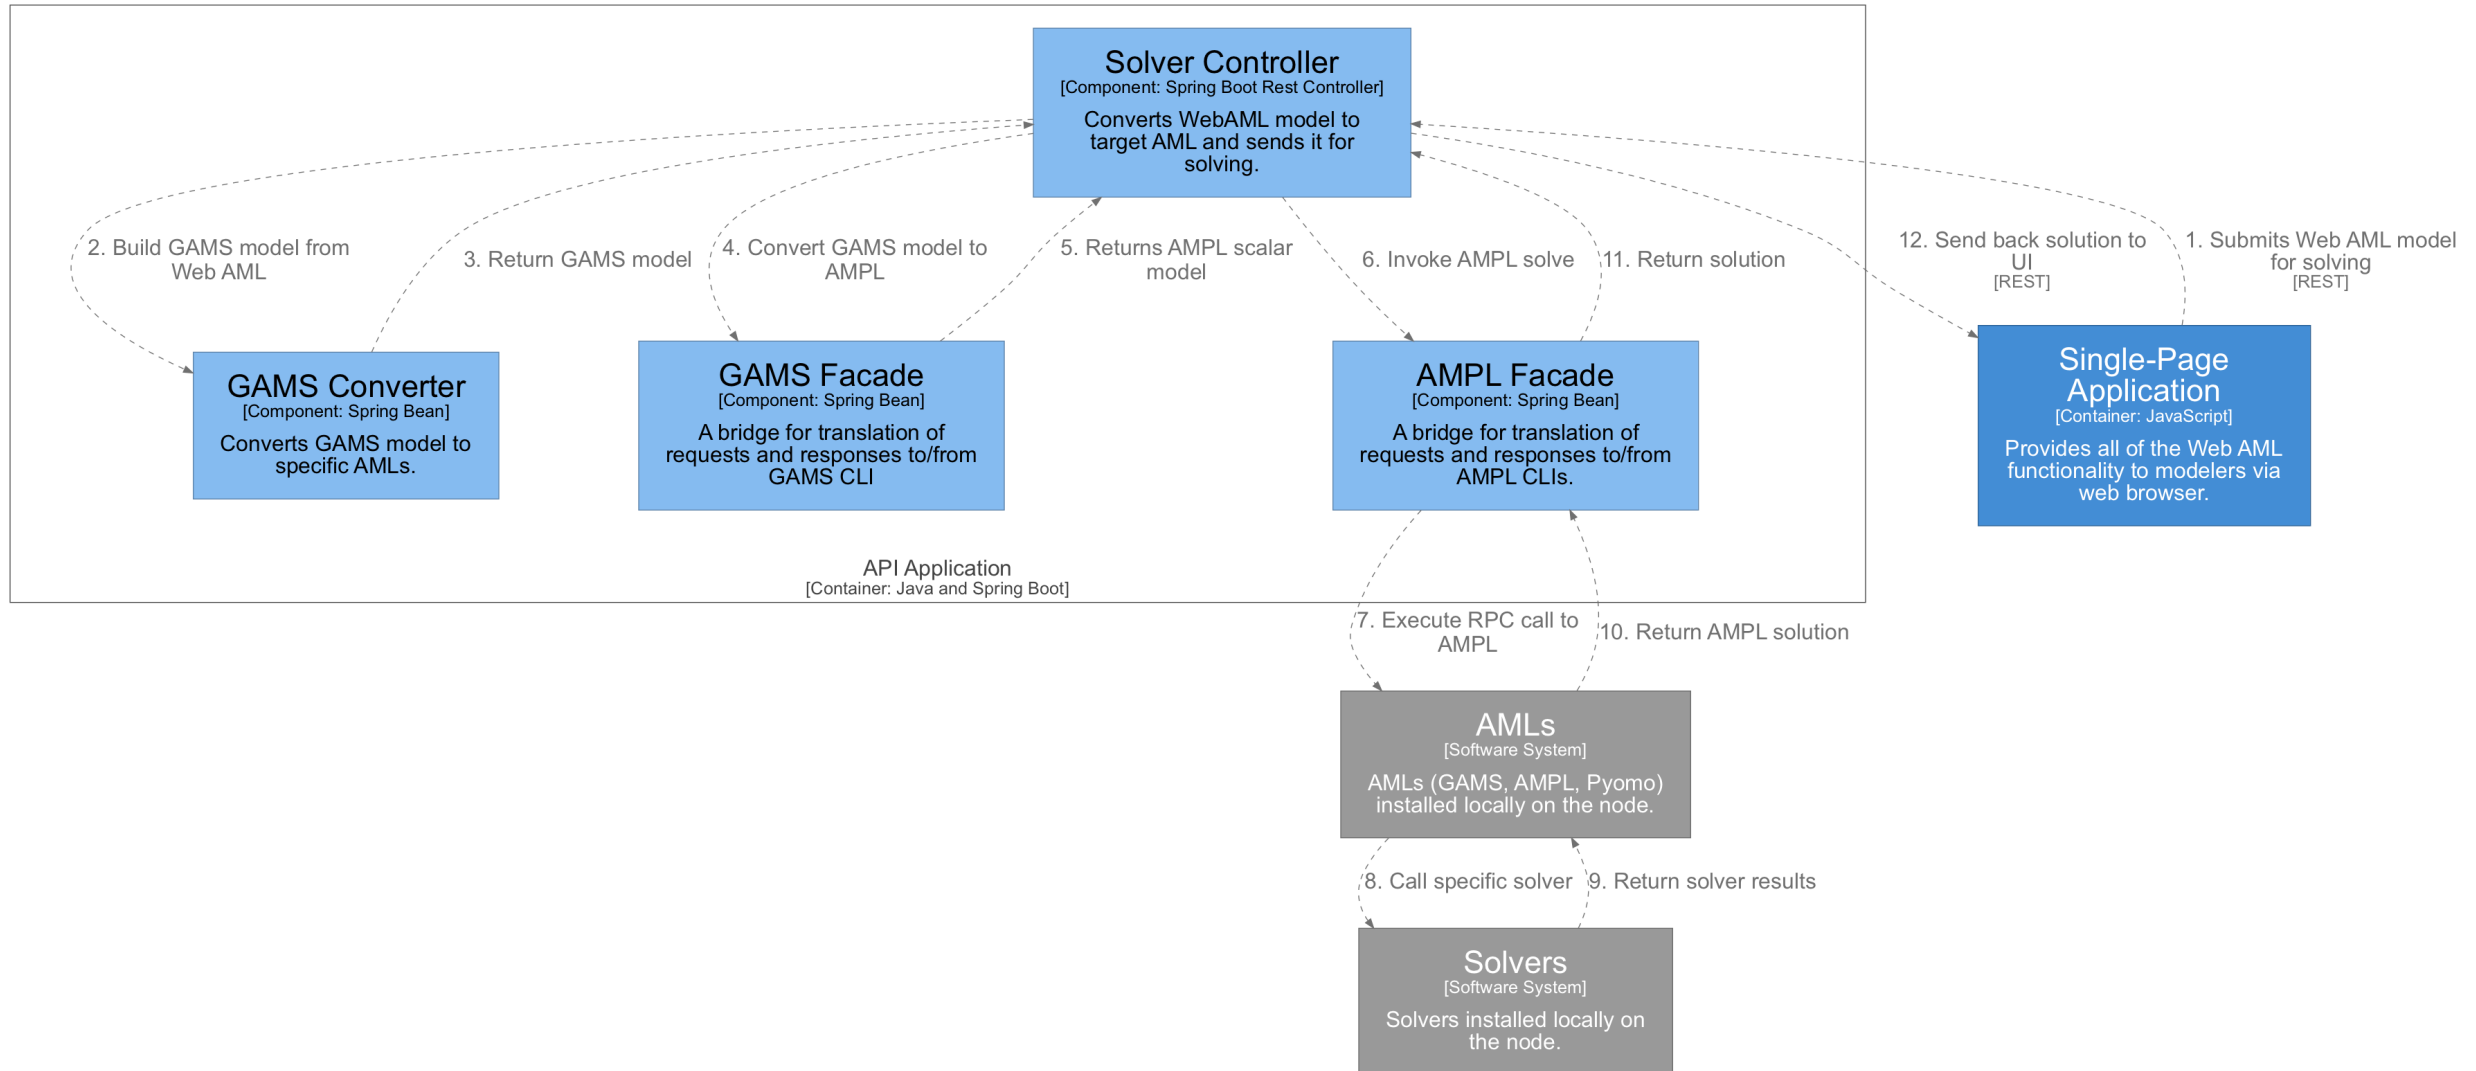 Solver Controller
[Component: Spring Boot Rest Controller]
Converts WebAML model to
target AML and sends it for
solving.
2. Build GAMS model from
Web AML
3. Return GAMS model
4. Convert GAMS model to
AMPL
5. Returns AMPL scalar
model
6. Invoke AMPL solve
11. Return solution
12. Send back solution to
UI
[REST]
1. Submits Web AML model
for solving
[REST]
GAMS Converter
[Component: Spring Bean]
Converts GAMS model to
specific AMLs.
GAMS Facade
[Component: Spring Bean]
A bridge for translation of
requests and responses to/from
GAMS CLI
AMPL Facade
[Component: Spring Bean]
A bridge for translation of
requests and responses to/from
AMPL CLIs.
Single-Page
Application
[Container: JavaScript]
Provides all of the Web AML
functionality to modelers via
web browser.
API Application
[Container: Java and Spring Boot]
7. Execute RPC call to
AMPL
10. Return AMPL solution
AMLs
[Software System]
AMLs (GAMS, AMPL, Pyomo)
installed locally on the node.
8. Call specific solver
9. Return solver results
Solvers
[Software System]
Solvers installed locally on
the node.